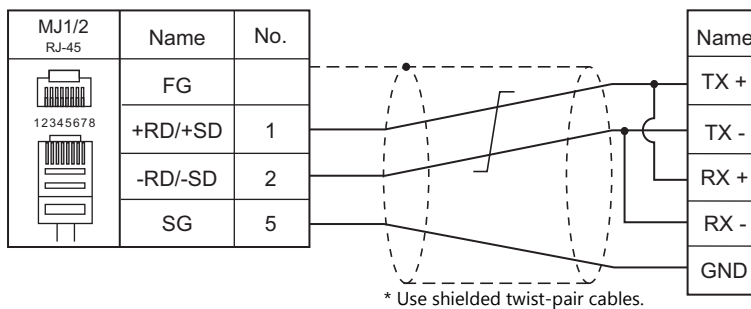 MJ1/2
RJ-45
Name
No.
Name
FG
TX +
12345678
+RD/+SD
1
TX -
-RD/-SD
2
RX +
SG
5
RX -
GND
* Use shielded twist-pair cables.